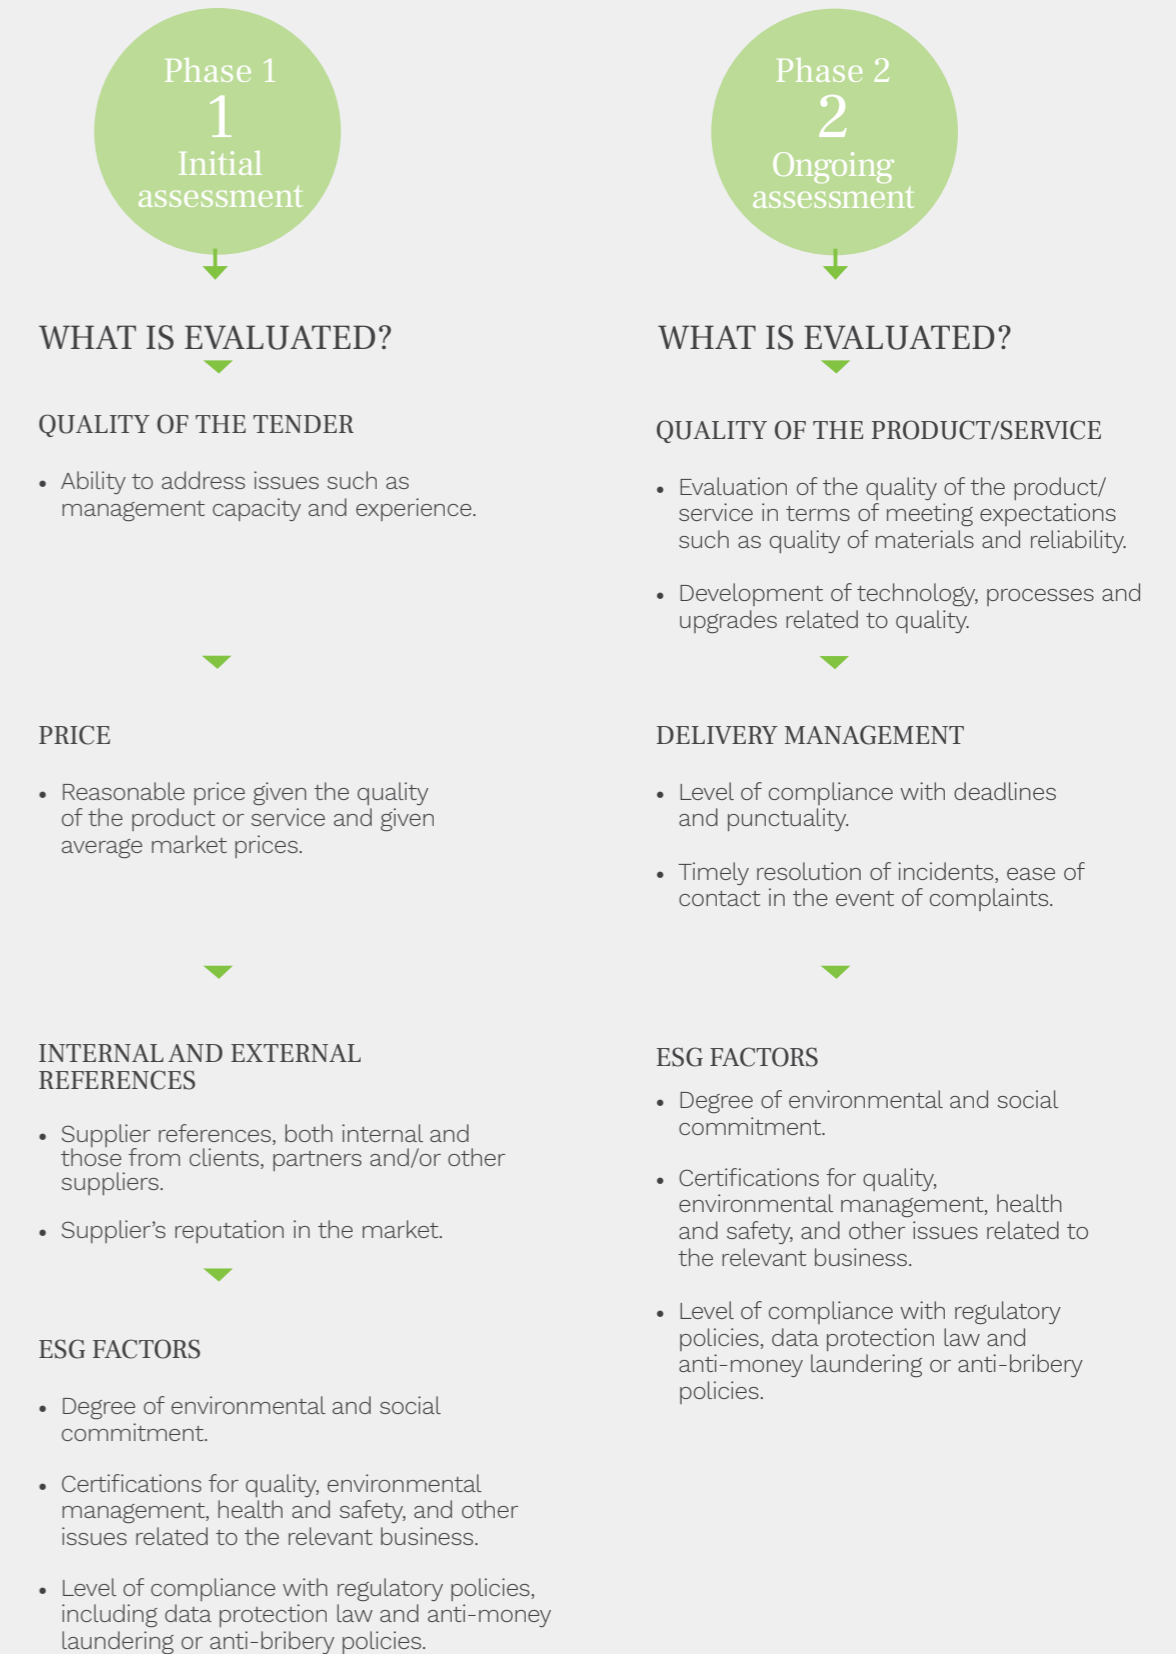 Phase 1
1
Initial
assessment
WHAT IS EVALUATED?
QUALITY OF THE TENDER
• Ability to address issues such as
management capacity and experience.
PRICE
• Reasonable price given the quality
of the product or service and given
average market prices.
INTERNAL AND EXTERNAL
REFERENCES
• Supplier references, both internal and
those from clients, partners and/or other
suppliers.
• Supplier’s reputation in the market.
ESG FACTORS
• Degree of environmental and social
commitment.
• Certifications for quality, environmental
management, health and safety, and other
issues related to the relevant business.
• Level of compliance with regulatory policies,
including data protection law and anti-money
laundering or anti-bribery policies.
Phase 2
2
Ongoing
assessment
WHAT IS EVALUATED?
QUALITY OF THE PRODUCT/SERVICE
• Evaluation of the quality of the product/
service in terms of meeting expectations
such as quality of materials and reliability.
• Development of technology, processes and
upgrades related to quality.
DELIVERY MANAGEMENT
• Level of compliance with deadlines
and punctuality.
• Timely resolution of incidents, ease of
contact in the event of complaints.
ESG FACTORS
• Degree of environmental and social
commitment.
• Certifications for quality,
environmental management, health
and safety, and other issues related to
the relevant business.
• Level of compliance with regulatory
policies, data protection law and
anti-money laundering or anti-bribery
policies.